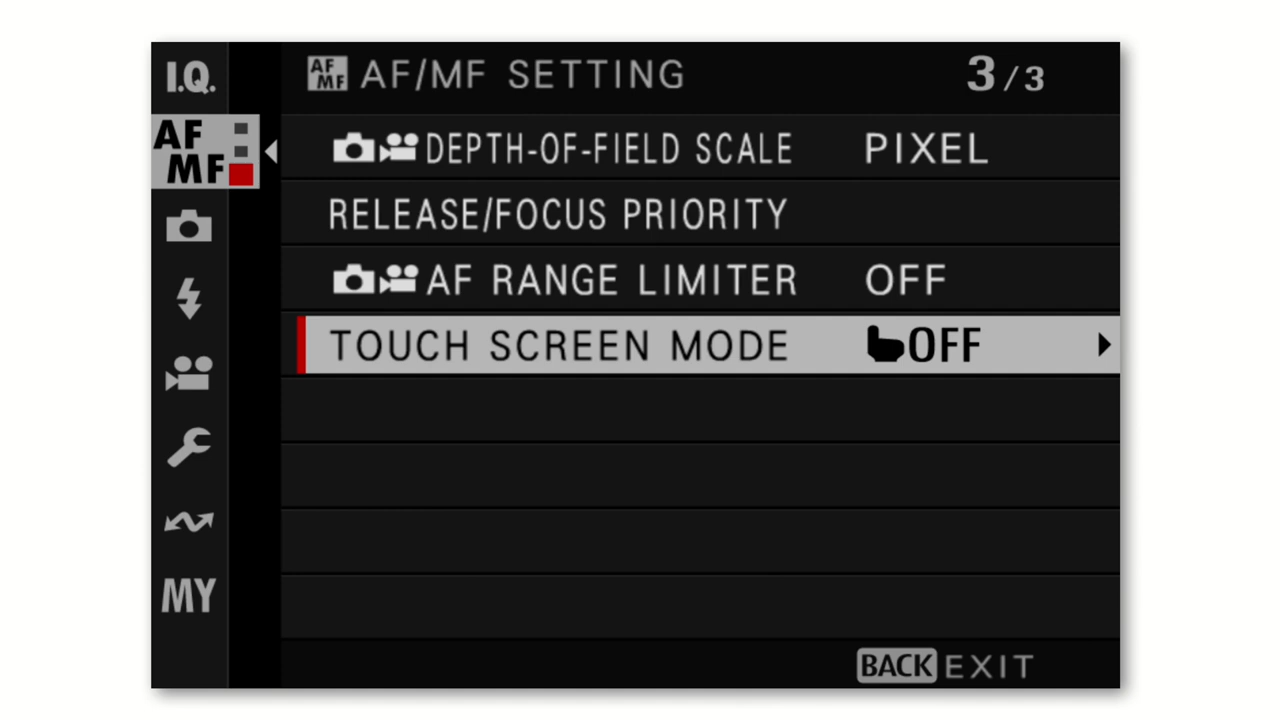 I.Q.
AF MF
MY
AF MF AF/MF SETTING 3/3
DEPTH-OF-FIELD SCALE PIXEL
RELEASE/FOCUS PRIORITY
AF RANGE LIMITER OFF
TOUCH SCREEN MODE OFF
BACK EXIT